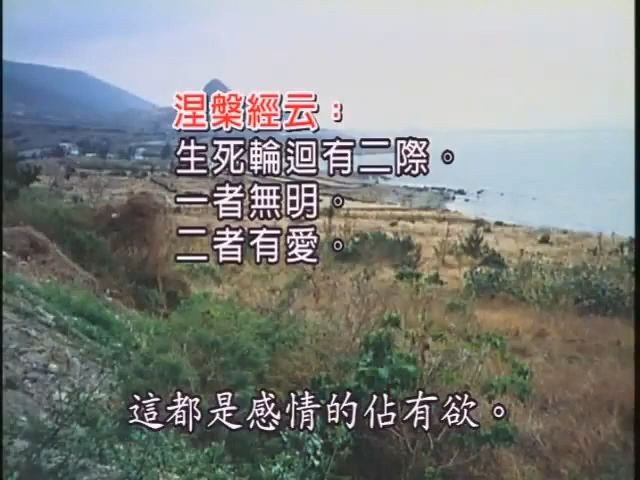 涅槃經云：
生死輪迴有二際。
一者無明。
二者有愛。
這都是感情的佔有欲。